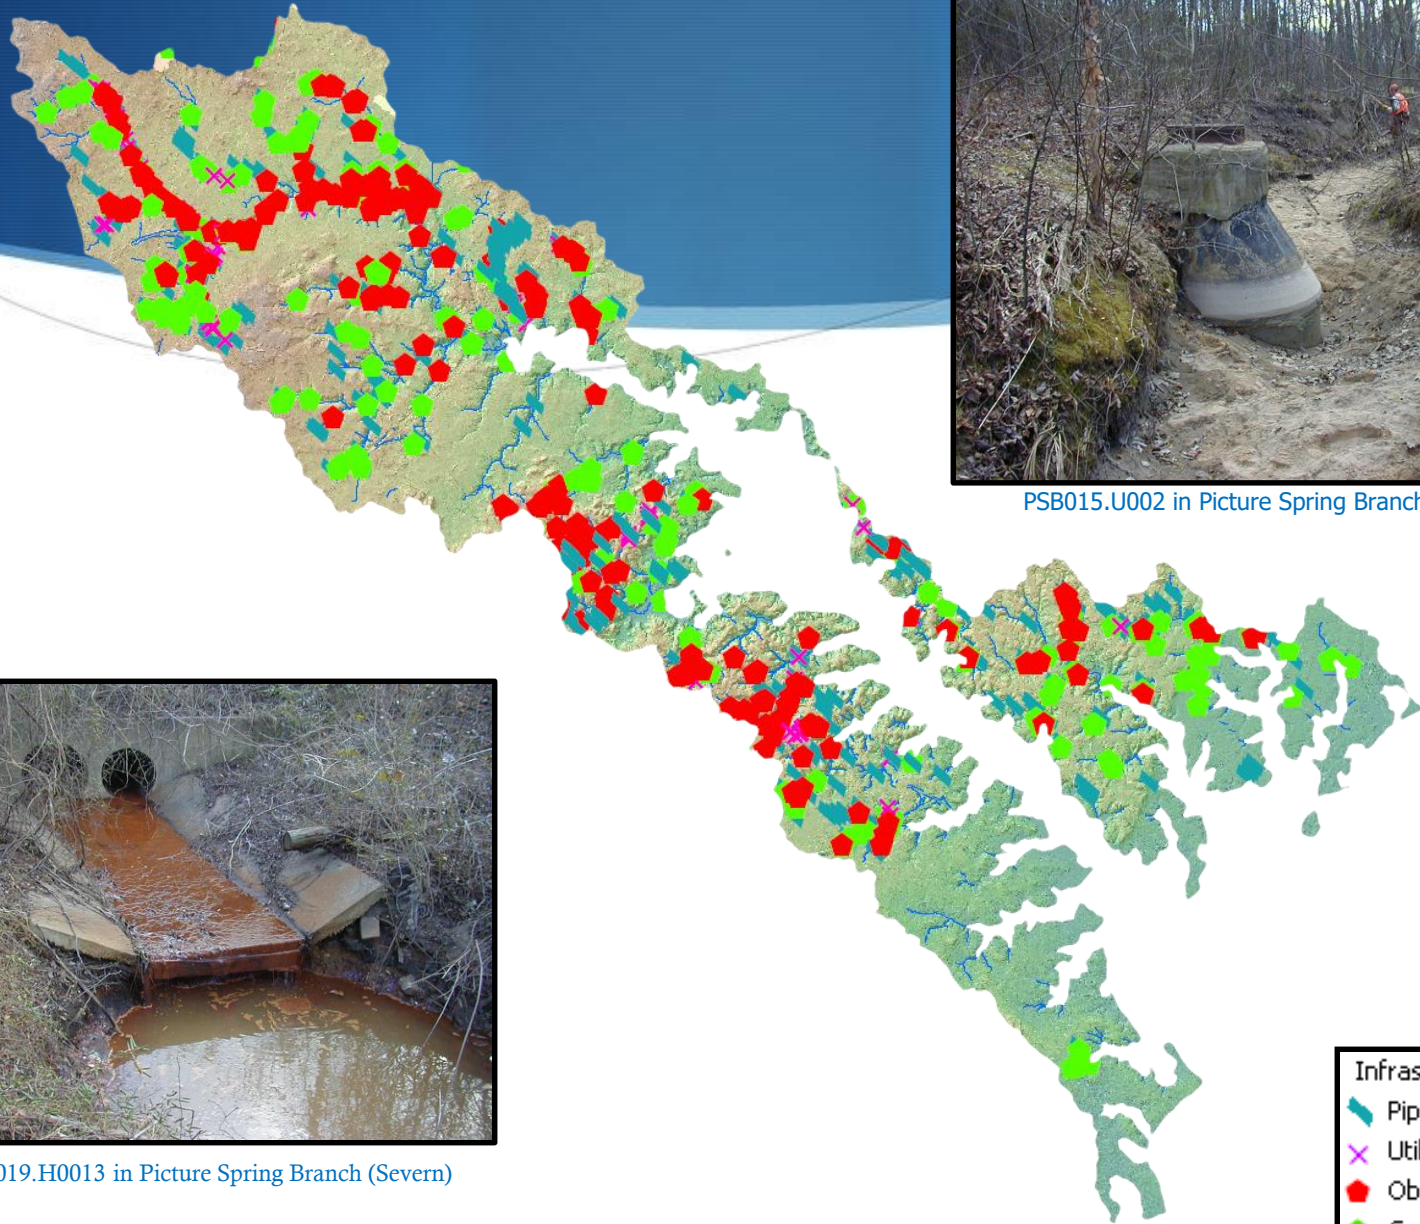 PSB015.U002 in Picture Spring Branch
019.H0013 in Picture Spring Branch (Severn)
Infras
Pip
Util
Ob